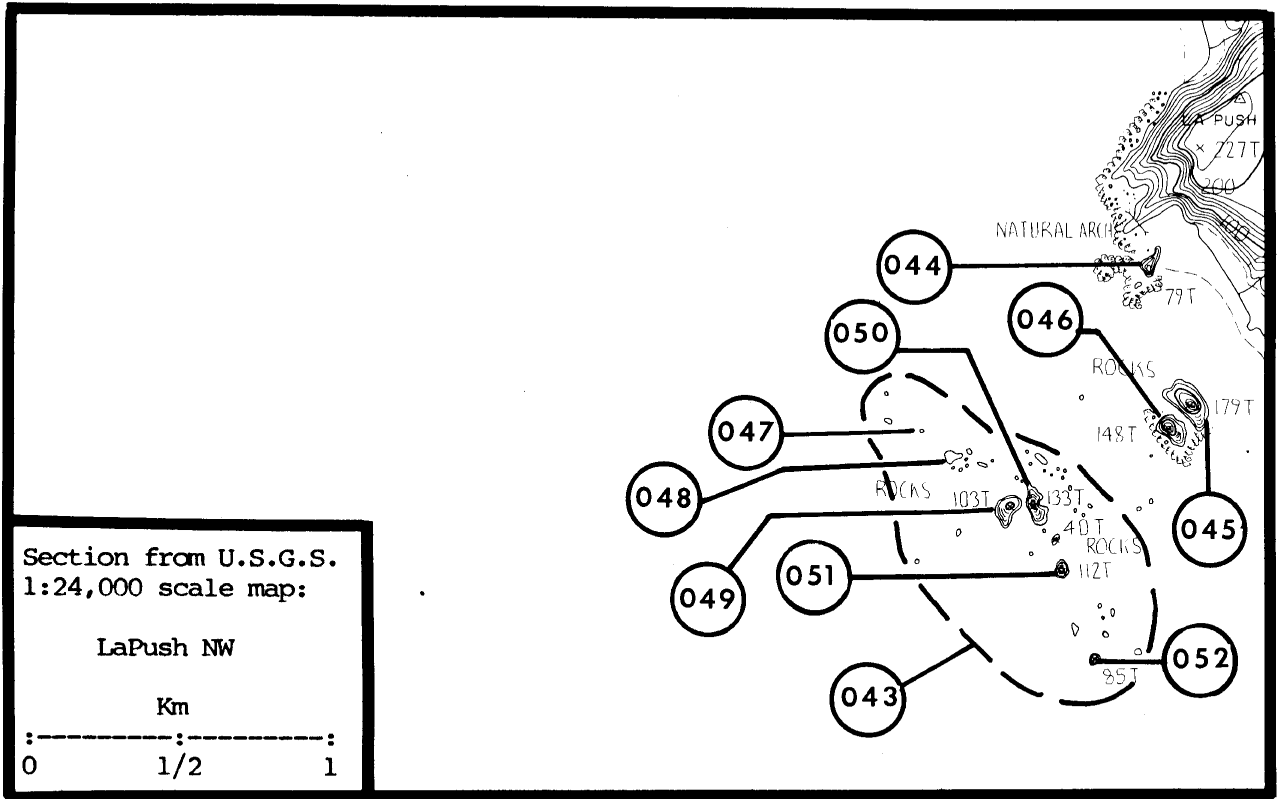 LA PUSH
227T
200
400
NATURAL ARCH
044
79T
046
050
ROCKS
179T
047
148T
048
ROCKS
103T
133T
045
40T
ROCKS
049
051
112T
052
85T
043
Section from U.S.G.S.
1:24,000 scale map:
LaPush NW
Km
0 1/2 1